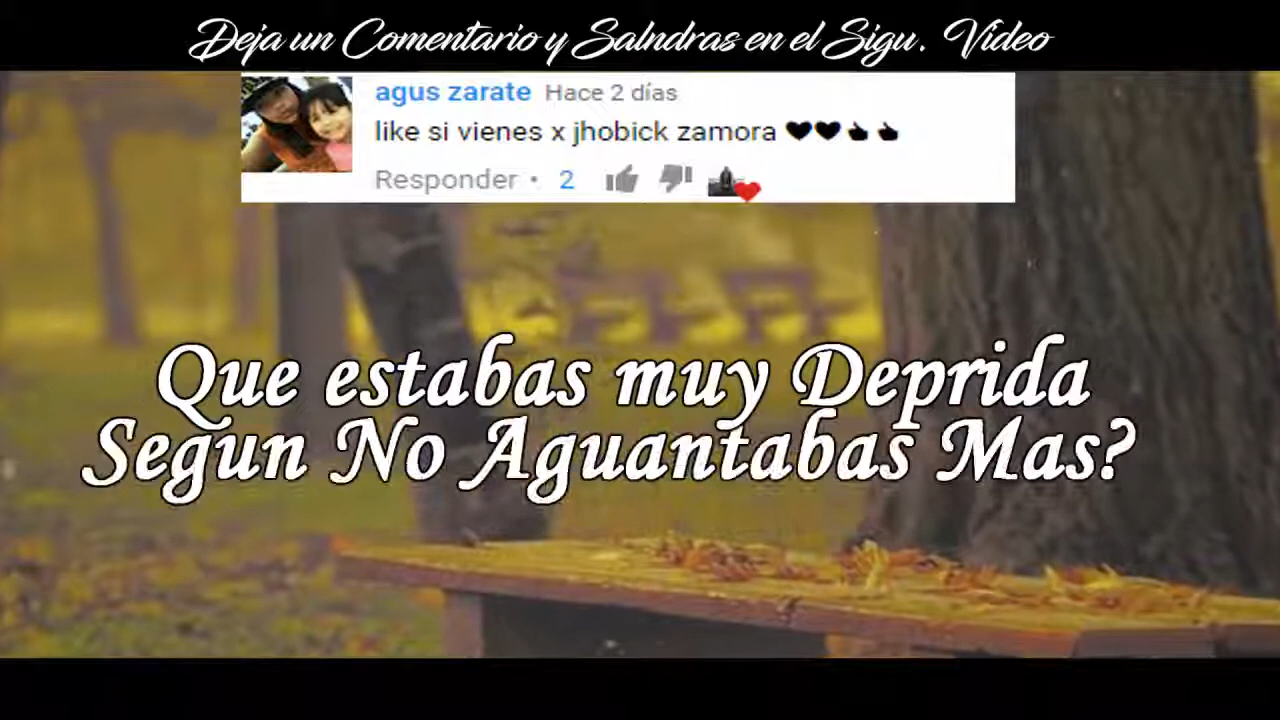 Deja un Comentario y Salndras en el Sigu. Video
agus zarate Hace 2 días
like si vienes x jhobick zamora 🖤🖤👍👍
Responder • 2
Que estabas muy Deprida
Segun No Aguantabas Mas?